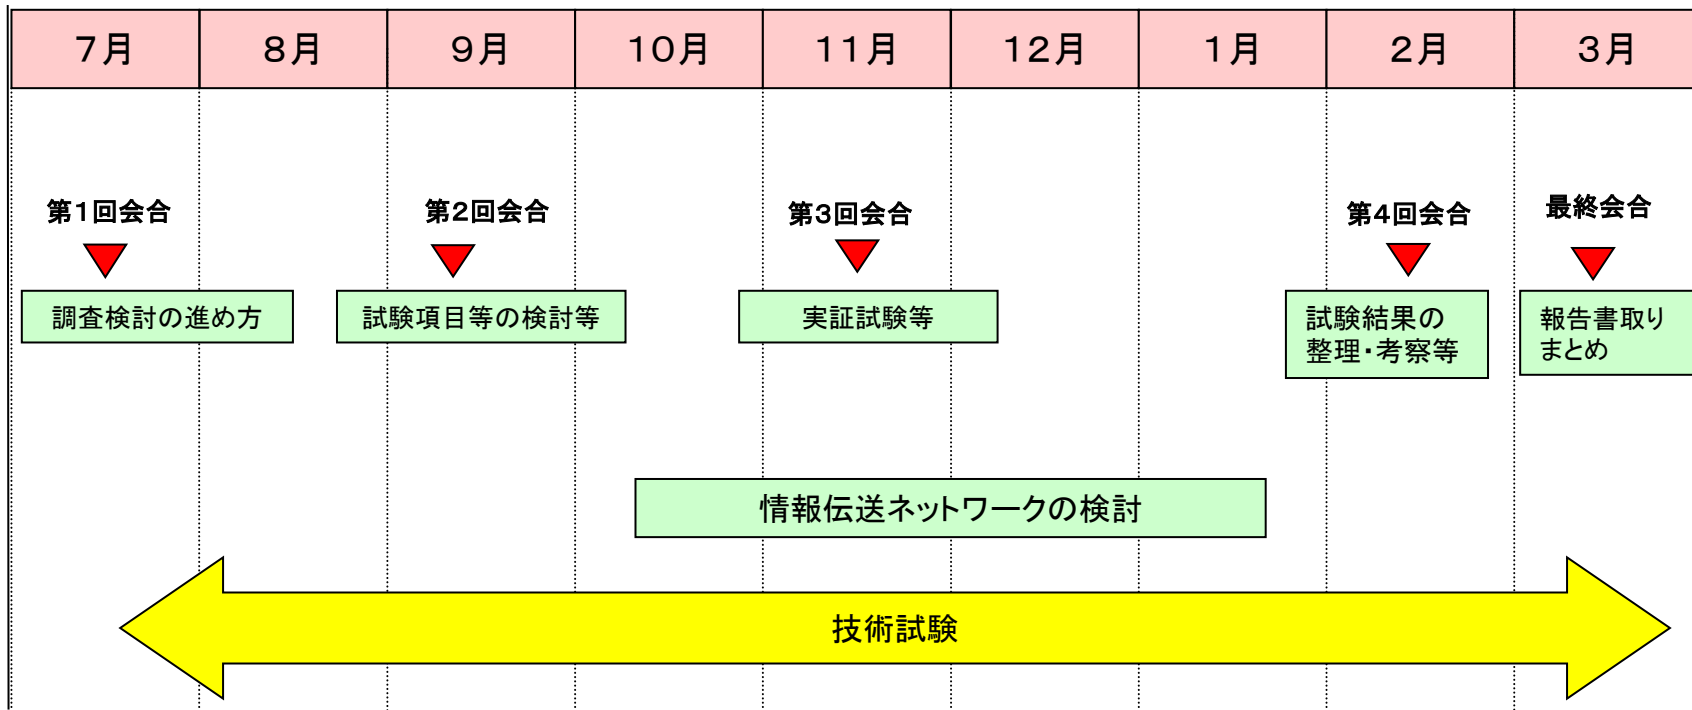 7月 8月 9月 10月 11月 12月 1月 2月 3月
第1回会合 第2回会合 第3回会合 第4回会合 最終会合
調査検討の進め方 試験項目等の検討等 実証試験等
試験結果の
整理・考察等
報告書取り
まとめ
情報伝送ネットワークの検討
技術試験